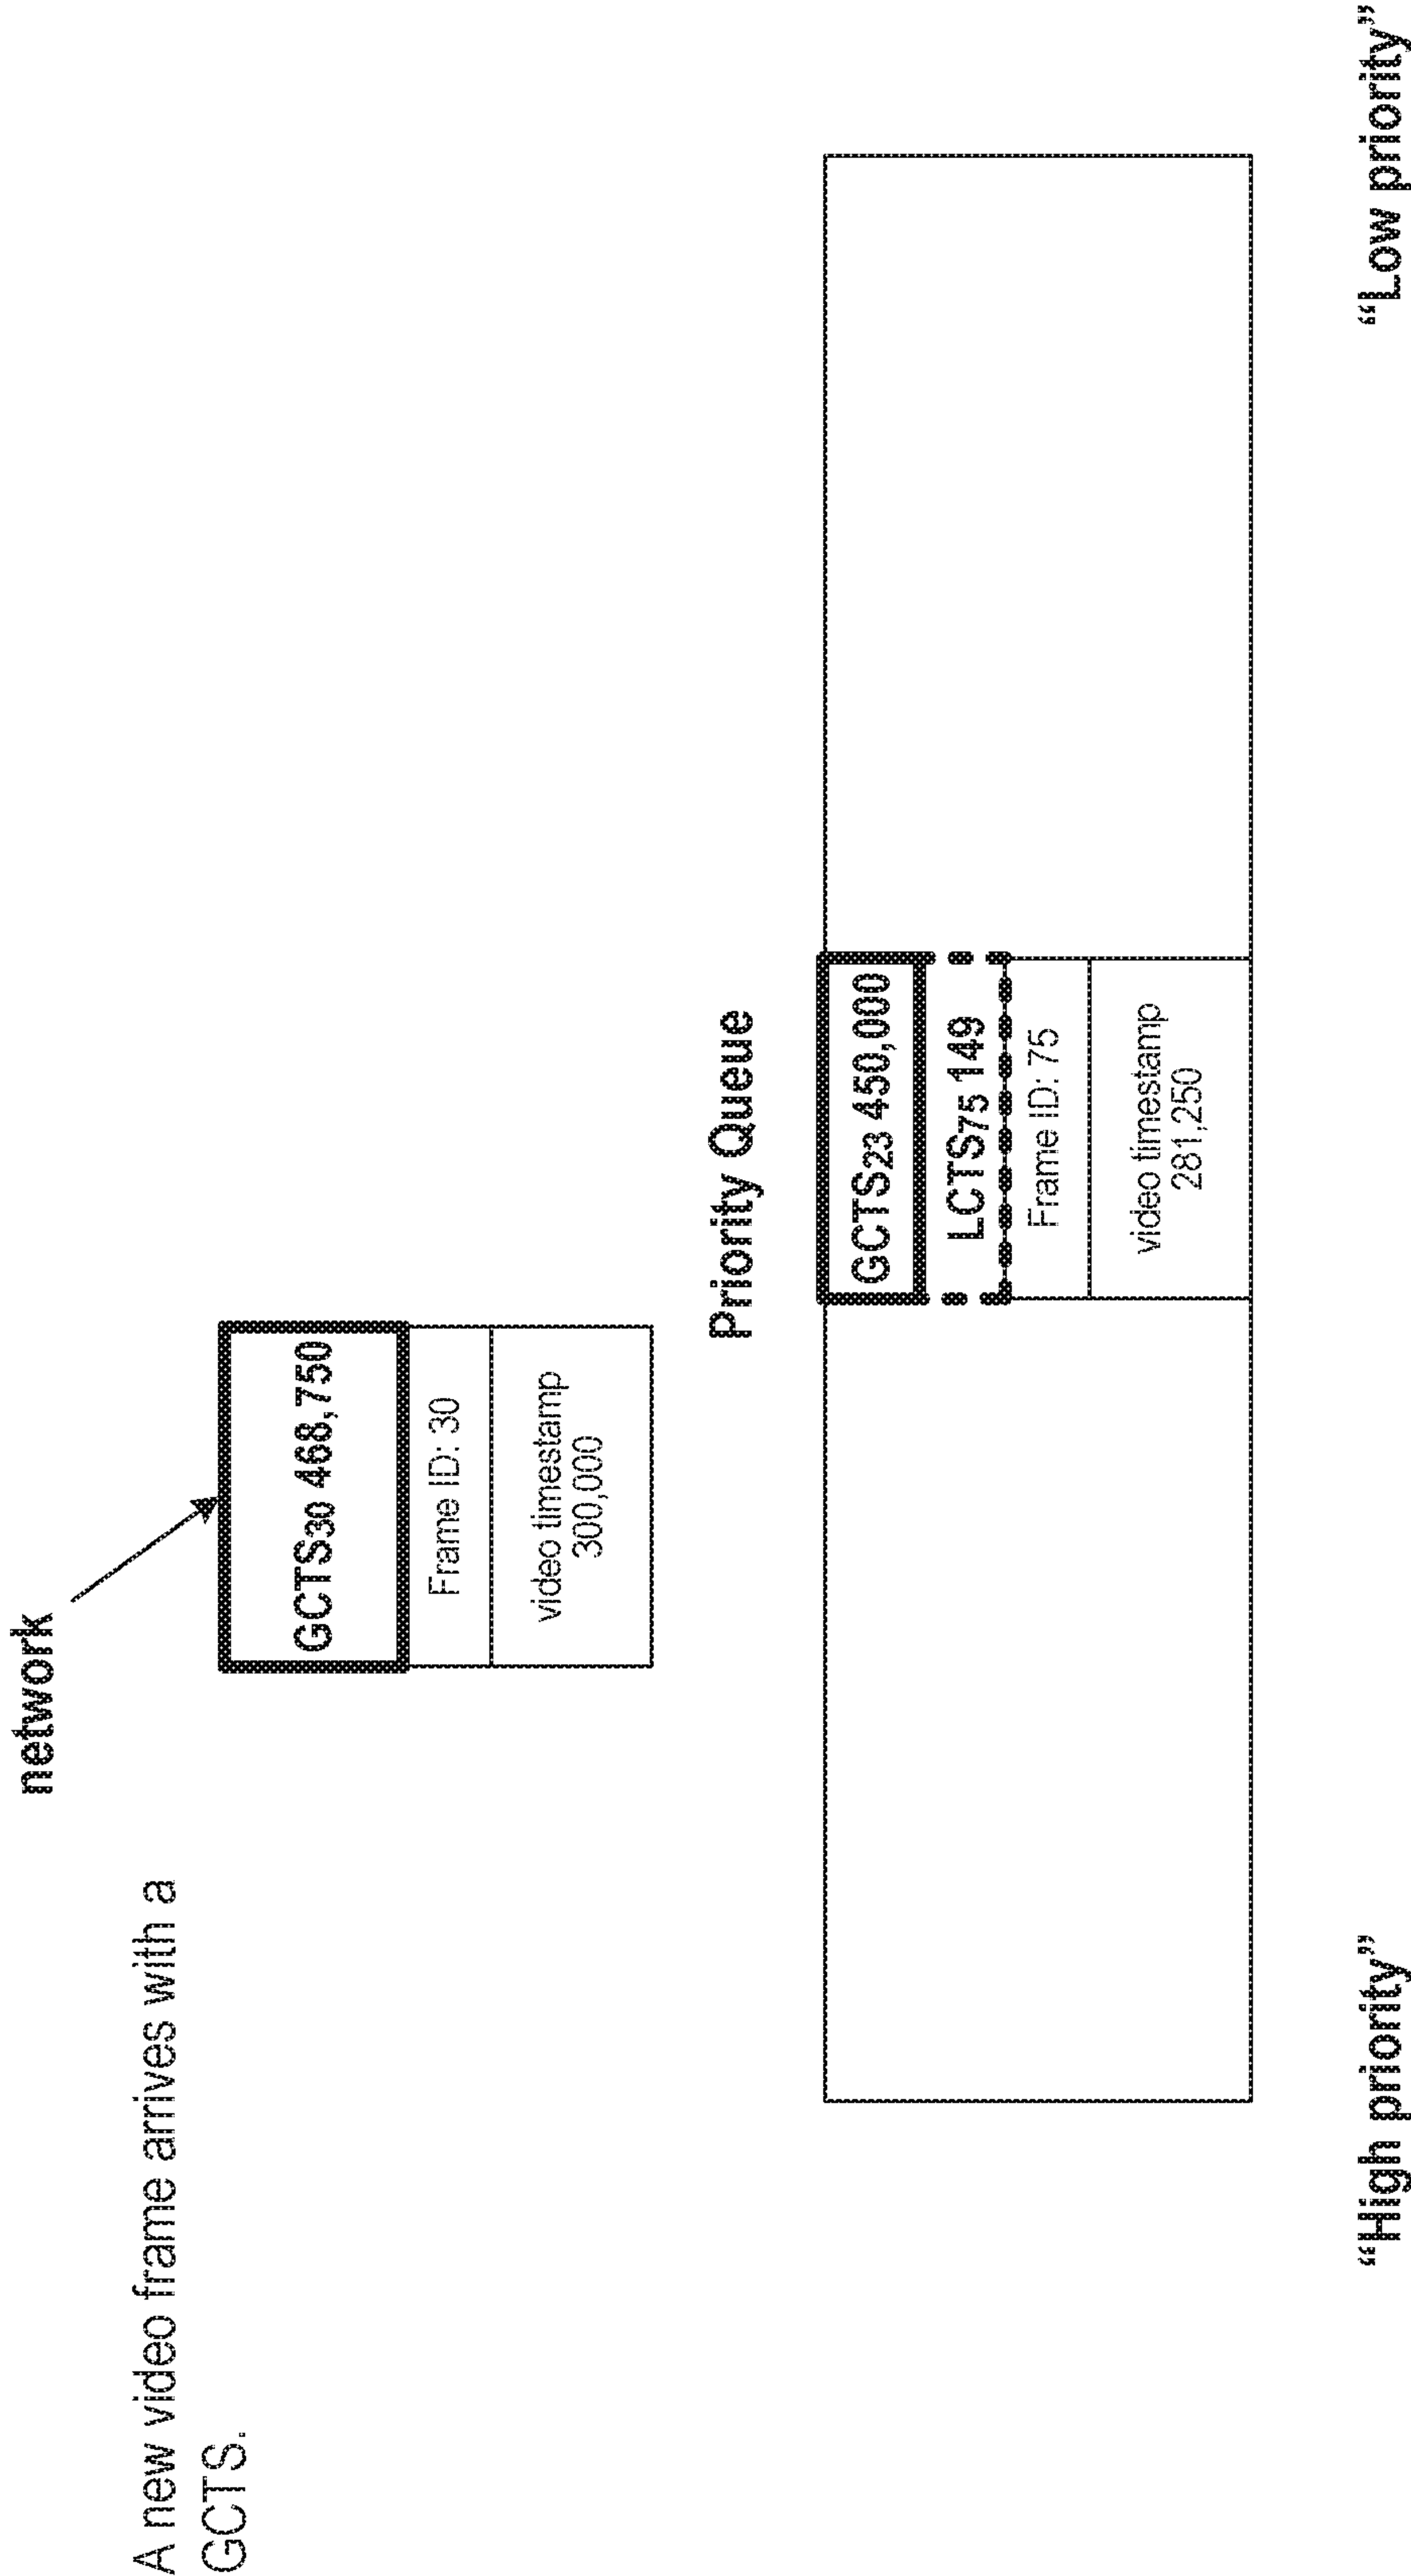 network
A new video frame arrives with a
GCTS.
GCTS30 468,750
Frame ID: 30
video timestamp
300,000
Priority Queue
GCTS23 450,000
LCTS75 149
Frame ID: 75
video timestamp
281,250
“High priority”
“Low priority”